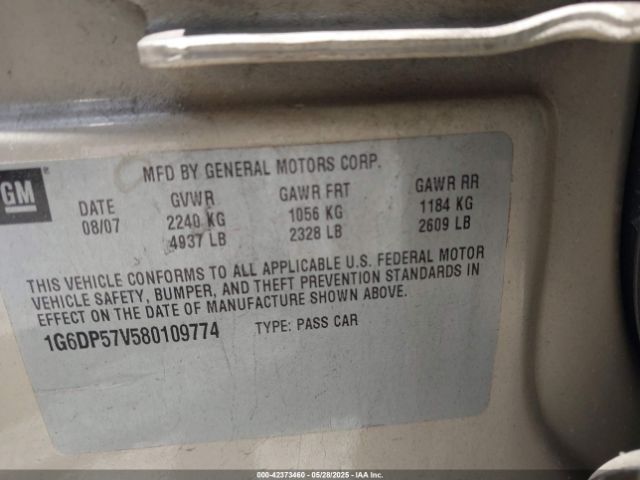 MFD BY GENERAL MOTORS CORP.
GM
DATE GVWR GAWR FRT GAWR RR
08/07 2240 KG 1056 KG 1184 KG
4937 LB 2328 LB 2609 LB
THIS VEHICLE CONFORMS TO ALL APPLICABLE U.S. FEDERAL MOTOR
VEHICLE SAFETY, BUMPER, AND THEFT PREVENTION STANDARDS IN
EFFECT ON THE DATE OF MANUFACTURE SHOWN ABOVE.
1G6DP57V580109774 TYPE: PASS CAR
000-42373460 - 05/28/2025 - IAA Inc.